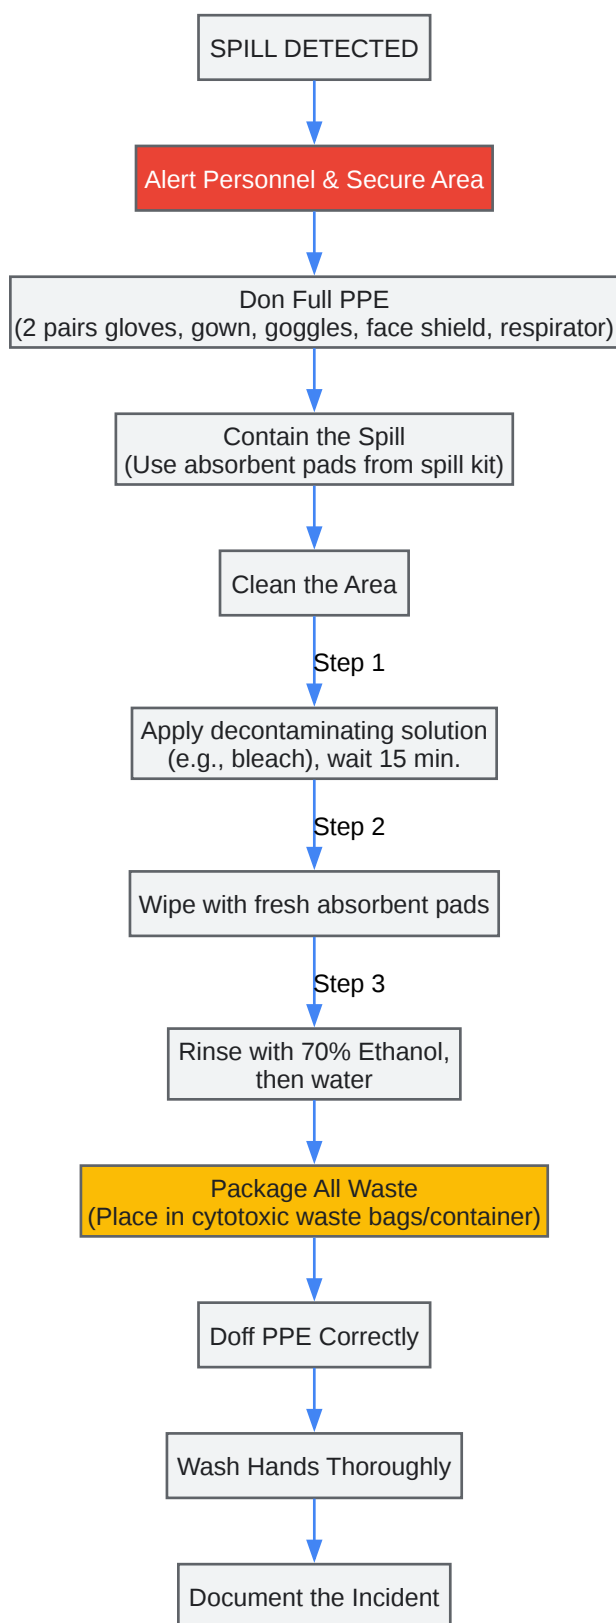 SPILL DETECTED
Alert Personnel & Secure Area
Don Full PPE
(2 pairs gloves, gown, goggles, face shield, respirator)
Contain the Spill
(Use absorbent pads from spill kit)
Clean the Area
Step 1
Apply decontaminating solution
(e.g., bleach), wait 15 min.
Step 2
Wipe with fresh absorbent pads
Step 3
Rinse with 70% Ethanol,
then water
Package All Waste
(Place in cytotoxic waste bags/container)
Doff PPE Correctly
Wash Hands Thoroughly
Document the Incident